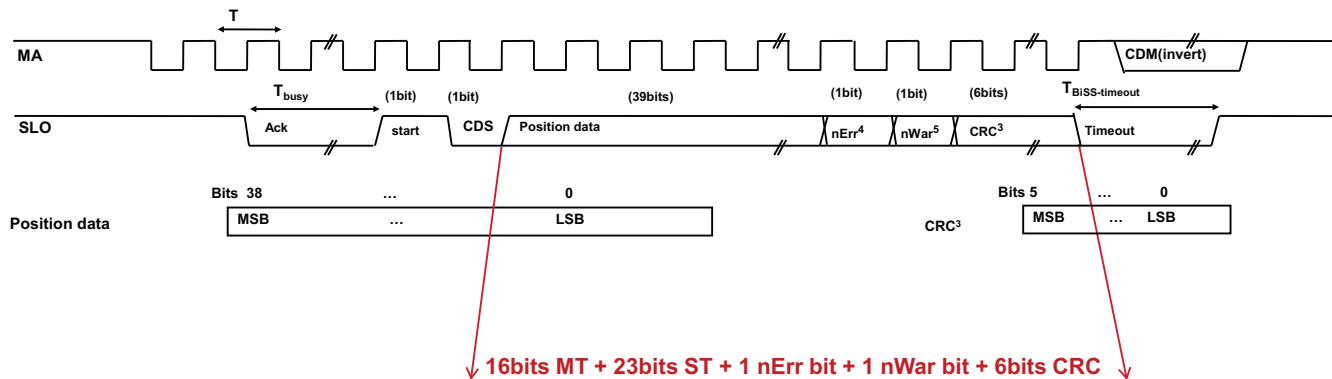 T
MA
CDM(invert)
T_busy (1bit) (1bit) (39bits) (1bit) (1bit) (6bits) T_BiSS-timeout
SLO Ack start CDS Position data nErr⁴ nWar⁵ CRC³ Timeout
Bits 38 ... 0 Bits 5 ... 0
Position data MSB ... LSB CRC³ MSB ... LSB
16bits MT + 23bits ST + 1 nErr bit + 1 nWar bit + 6bits CRC